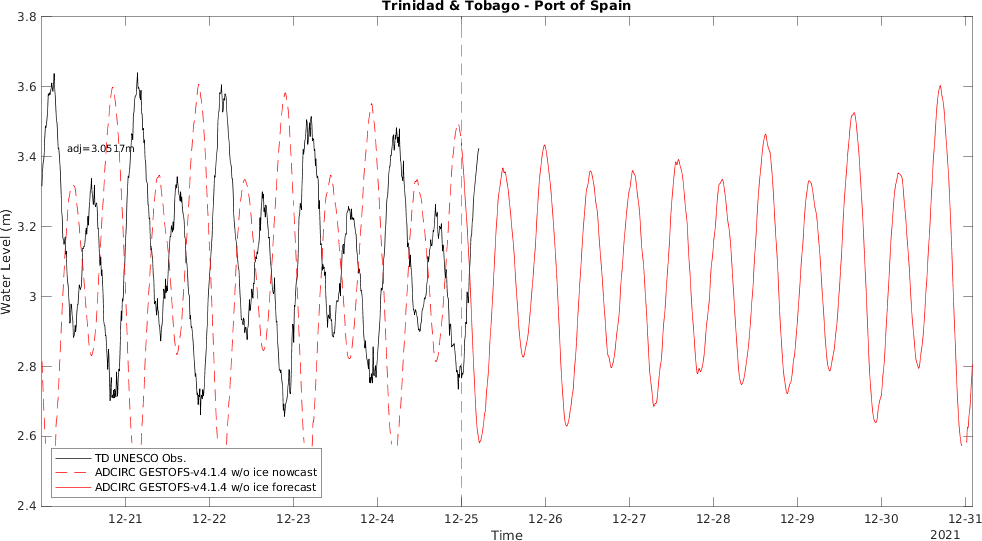 Trinidad & Tobago - Port of Spain
3.8
3.6
3.4
3.2
3
2.8
2.6
2.4
Water Level (m)
adj=3.0517m
TD UNESCO Obs.
ADCIRC GESTOFS-v4.1.4 w/o ice nowcast
ADCIRC GESTOFS-v4.1.4 w/o ice forecast
12-21
12-22
12-23
12-24
12-25
12-26
12-27
12-28
12-29
12-30
12-31
Time
2021